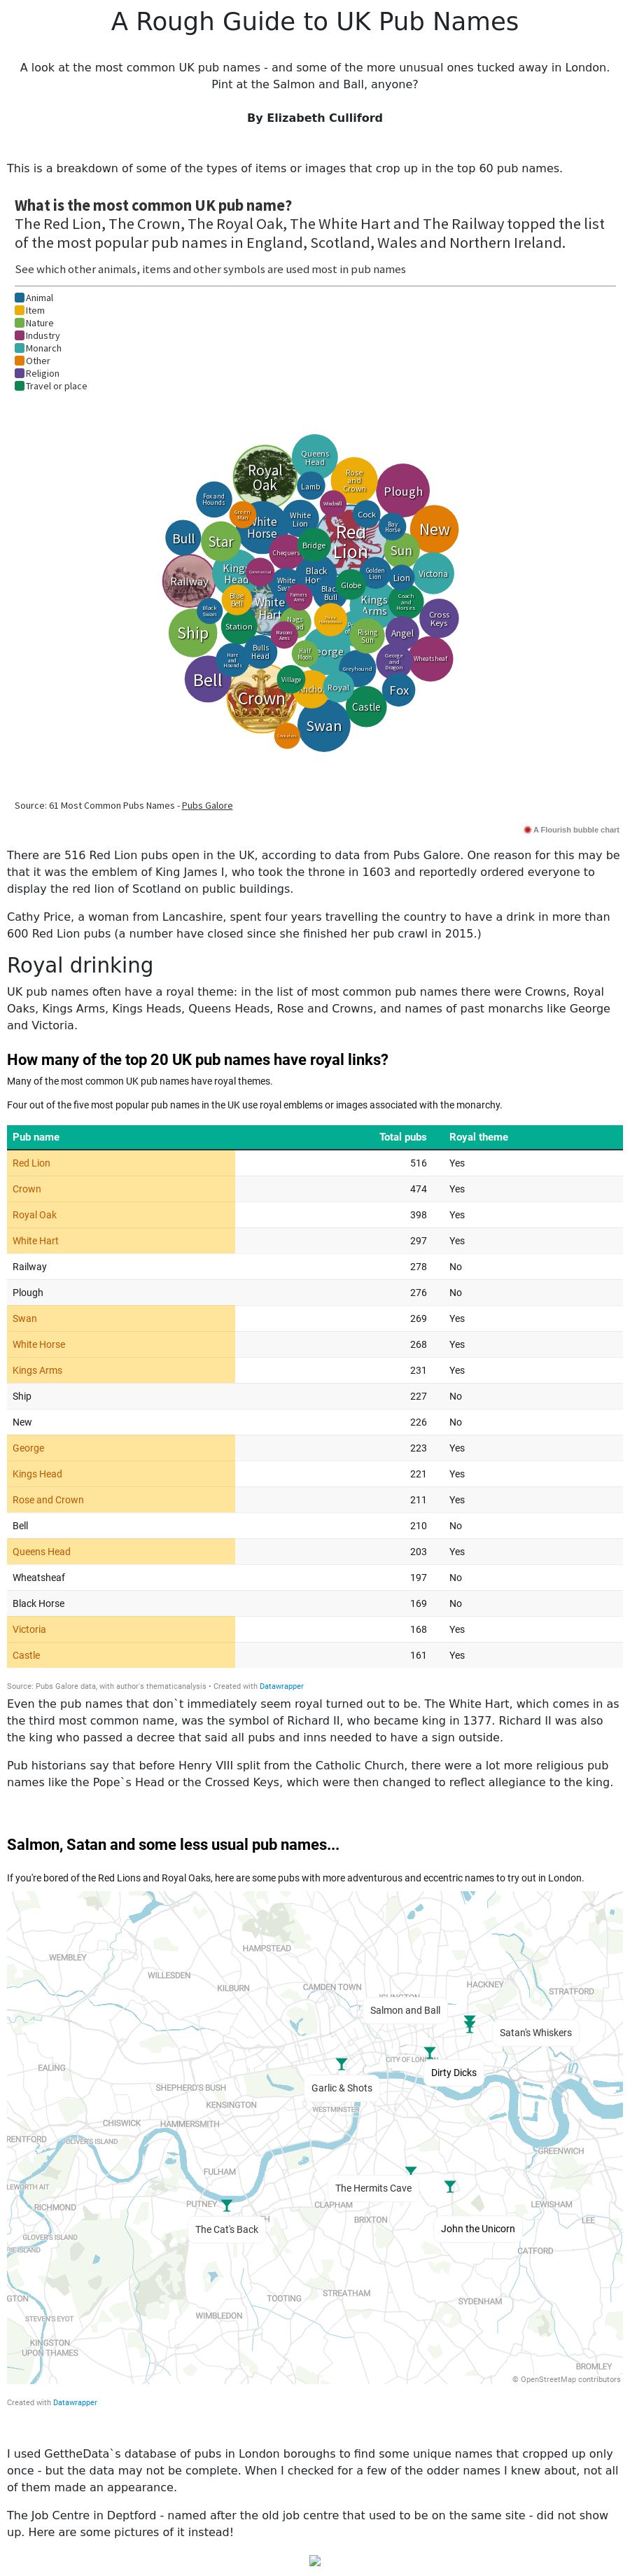 A Rough Guide to UK Pub Names
A look at the most common UK pub names - and some of the more unusual ones tucked away in London.
Pint at the Salmon and Ball, anyone?
By Elizabeth Culliford
This is a breakdown of some of the types of items or images that crop up in the top 60 pub names.
What is the most common UK pub name?
The Red Lion, The Crown, The Royal Oak, The White Hart and The Railway topped the list
of the most popular pub names in England, Scotland, Wales and Northern Ireland.
See which other animals, items and other symbols are used most in pub names
Animal
Item
Nature
Industry
Monarch
Other
Religion
Travel or place
Queens
Head
Royal
Oak
Rose
and
Crown
Lamb
Plough
Fox and
Hounds
Windmill
Green
Man
White
Horse
White
Lion
Cock
Red
Lion
Bay
Horse
New
Bull
Star
Chequers
Bridge
Sun
Railway
King
Head
Commercial
White
Swan
Black
Golden
Lion
Lion
Victoria
Globe
Blue
Bell
Farmers
Arms
Black
Bull
Kings
Arms
Coach
and
Horses
Black
Swan
White
Hart
Nags
Cross
Keys
Ship
Station
Masons
Arms
Rising
Sun
Angel
Hare
and
Hounds
Bulls
Head
Half
Moon
George
George
and
Dragon
Wheatsheaf
Bell
Village
Greyhound
Royal
Fox
Crown
Swan
Castle
Cricketers
Source: 61 Most Common Pubs Names - Pubs Galore
A Flourish bubble chart
There are 516 Red Lion pubs open in the UK, according to data from Pubs Galore. One reason for this may be
that it was the emblem of King James I, who took the throne in 1603 and reportedly ordered everyone to
display the red lion of Scotland on public buildings.
Cathy Price, a woman from Lancashire, spent four years travelling the country to have a drink in more than
600 Red Lion pubs (a number have closed since she finished her pub crawl in 2015.)
Royal drinking
UK pub names often have a royal theme: in the list of most common pub names there were Crowns, Royal
Oaks, Kings Arms, Kings Heads, Queens Heads, Rose and Crowns, and names of past monarchs like George
and Victoria.
How many of the top 20 UK pub names have royal links?
Many of the most common UK pub names have royal themes.
Four out of the five most popular pub names in the UK use royal emblems or images associated with the monarchy.
Pub name Total pubs Royal theme
Red Lion 516 Yes
Crown 474 Yes
Royal Oak 398 Yes
White Hart 297 Yes
Railway 278 No
Plough 276 No
Swan 269 Yes
White Horse 268 Yes
Kings Arms 231 Yes
Ship 227 No
New 226 No
George 223 Yes
Kings Head 221 Yes
Rose and Crown 211 Yes
Bell 210 No
Queens Head 203 Yes
Wheatsheaf 197 No
Black Horse 169 No
Victoria 168 Yes
Castle 161 Yes
Source: Pubs Galore data, with author's thematicanalysis • Created with Datawrapper
Even the pub names that don`t immediately seem royal turned out to be. The White Hart, which comes in as
the third most common name, was the symbol of Richard II, who became king in 1377. Richard II was also
the king who passed a decree that said all pubs and inns needed to have a sign outside.
Pub historians say that before Henry VIII split from the Catholic Church, there were a lot more religious pub
names like the Pope`s Head or the Crossed Keys, which were then changed to reflect allegiance to the king.
Salmon, Satan and some less usual pub names...
If you're bored of the Red Lions and Royal Oaks, here are some pubs with more adventurous and eccentric names to try out in London.
HAMPSTEAD
WEMBLEY
WILLESDEN
HACKNEY
KILBURN
CAMDEN TOWN
STRATFORD
ISLINGTON
Salmon and Ball
Satan's Whiskers
CITY OF LONDON
EALING
Dirty Dicks
SHEPHERD'S BUSH
Garlic & Shots
KENSINGTON
WESTMINSTER
CHISWICK
HAMMERSMITH
BRENTFORD
OLIVER'S ISLAND
GREENWICH
FULHAM
LEWORTH AIT
The Hermits Cave
PUTNEY
CLAPHAM
LEWISHAM
RICHMOND
BRIXTON
LEE
The Cat's Back
John the Unicorn
GLOVER'S ISLAND
PIE ISLAND
CATFORD
STREATHAM
TOOTING
GTON
SYDENHAM
WIMBLEDON
STEVEN'S EYOT
KINGSTON
UPON THAMES
BROMLEY
© OpenStreetMap contributors
Created with Datawrapper
I used GettheData`s database of pubs in London boroughs to find some unique names that cropped up only
once - but the data may not be complete. When I checked for a few of the odder names I knew about, not all
of them made an appearance.
The Job Centre in Deptford - named after the old job centre that used to be on the same site - did not show
up. Here are some pictures of it instead!